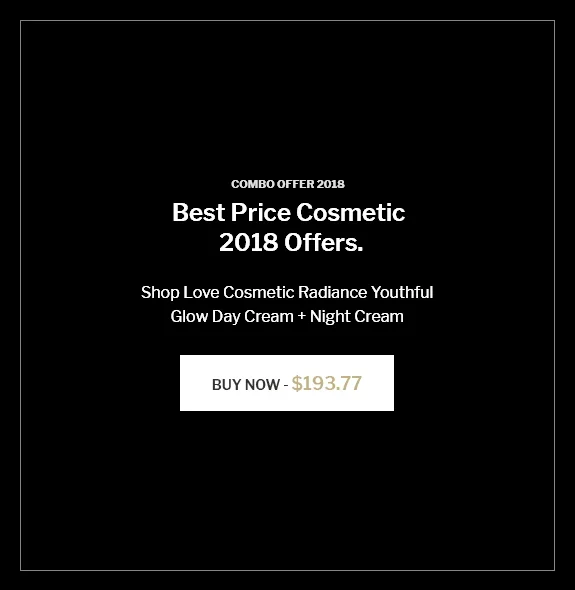 COMBO OFFER 2018
Best Price Cosmetic
2018 Offers.
Shop Love Cosmetic Radiance Youthful
Glow Day Cream + Night Cream
BUY NOW - $193.77